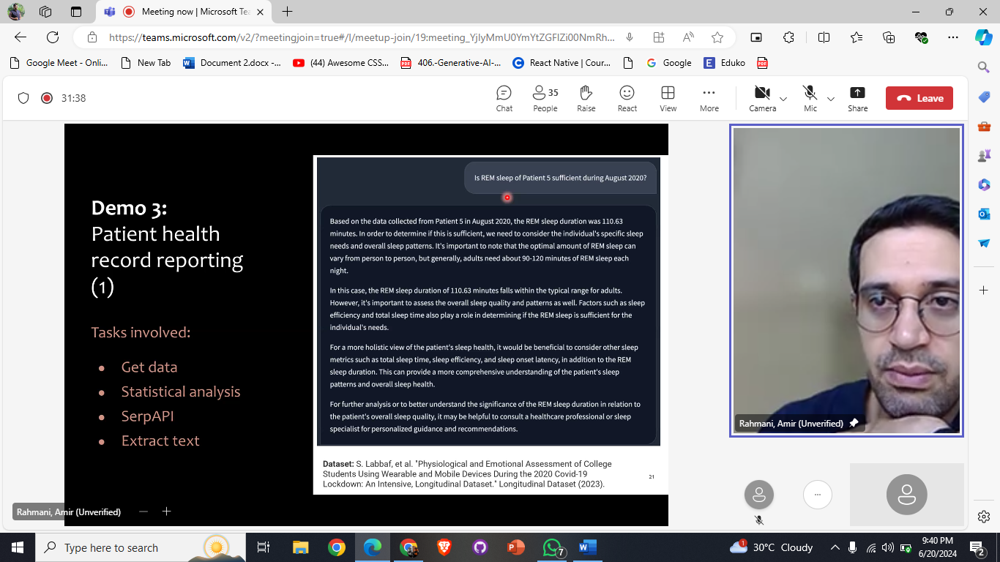 Meeting now | Microsoft Tea
https://teams.microsoft.com/v2/?meetingjoin=true#/l/meetup-join/19:meeting_YjIyMmU0YmYtZGFlZi00NmRh...
Google Meet - Onli...
New Tab
Document 2.docx -...
(44) Awesome CSS...
406.-Generative-AI-...
React Native | Cour...
Google
Eduko
31:38
Chat
35
People
Raise
React
View
More
Camera
Mic
Share
Leave
Demo 3:
Patient health
record reporting
(1)
Tasks involved:
● Get data
● Statistical analysis
● SerpAPI
● Extract text
Is REM sleep of Patient 5 sufficient during August 2020?
Based on the data collected from Patient 5 in August 2020, the REM sleep duration was 110.63
minutes. In order to determine if this is sufficient, we need to consider the individual's specific sleep
needs and overall sleep patterns. It's important to note that the optimal amount of REM sleep can
vary from person to person, but generally, adults need about 90-120 minutes of REM sleep each
night.
In this case, the REM sleep duration of 110.63 minutes falls within the typical range for adults.
However, it's important to assess the overall sleep quality and patterns as well. Factors such as sleep
efficiency and total sleep time also play a role in determining if the REM sleep is sufficient for the
individual's needs.
For a more holistic view of the patient's sleep health, it would be beneficial to consider other sleep
metrics such as total sleep time, sleep efficiency, and sleep onset latency, in addition to the REM
sleep duration. This can provide a more comprehensive understanding of the patient's sleep
patterns and overall sleep health.
For further analysis or to better understand the significance of the REM sleep duration in relation to
the patient's overall sleep quality, it may be helpful to consult a healthcare professional or sleep
specialist for personalized guidance and recommendations.
Dataset: S. Labbaf, et al. "Physiological and Emotional Assessment of College
Students Using Wearable and Mobile Devices During the 2020 Covid-19
Lockdown: An Intensive, Longitudinal Dataset." Longitudinal Dataset (2023).
21
Rahmani, Amir (Unverified)
Rahmani, Amir (Unverified)
Type here to search
7
1
30°C Cloudy
9:40 PM
6/20/2024
2